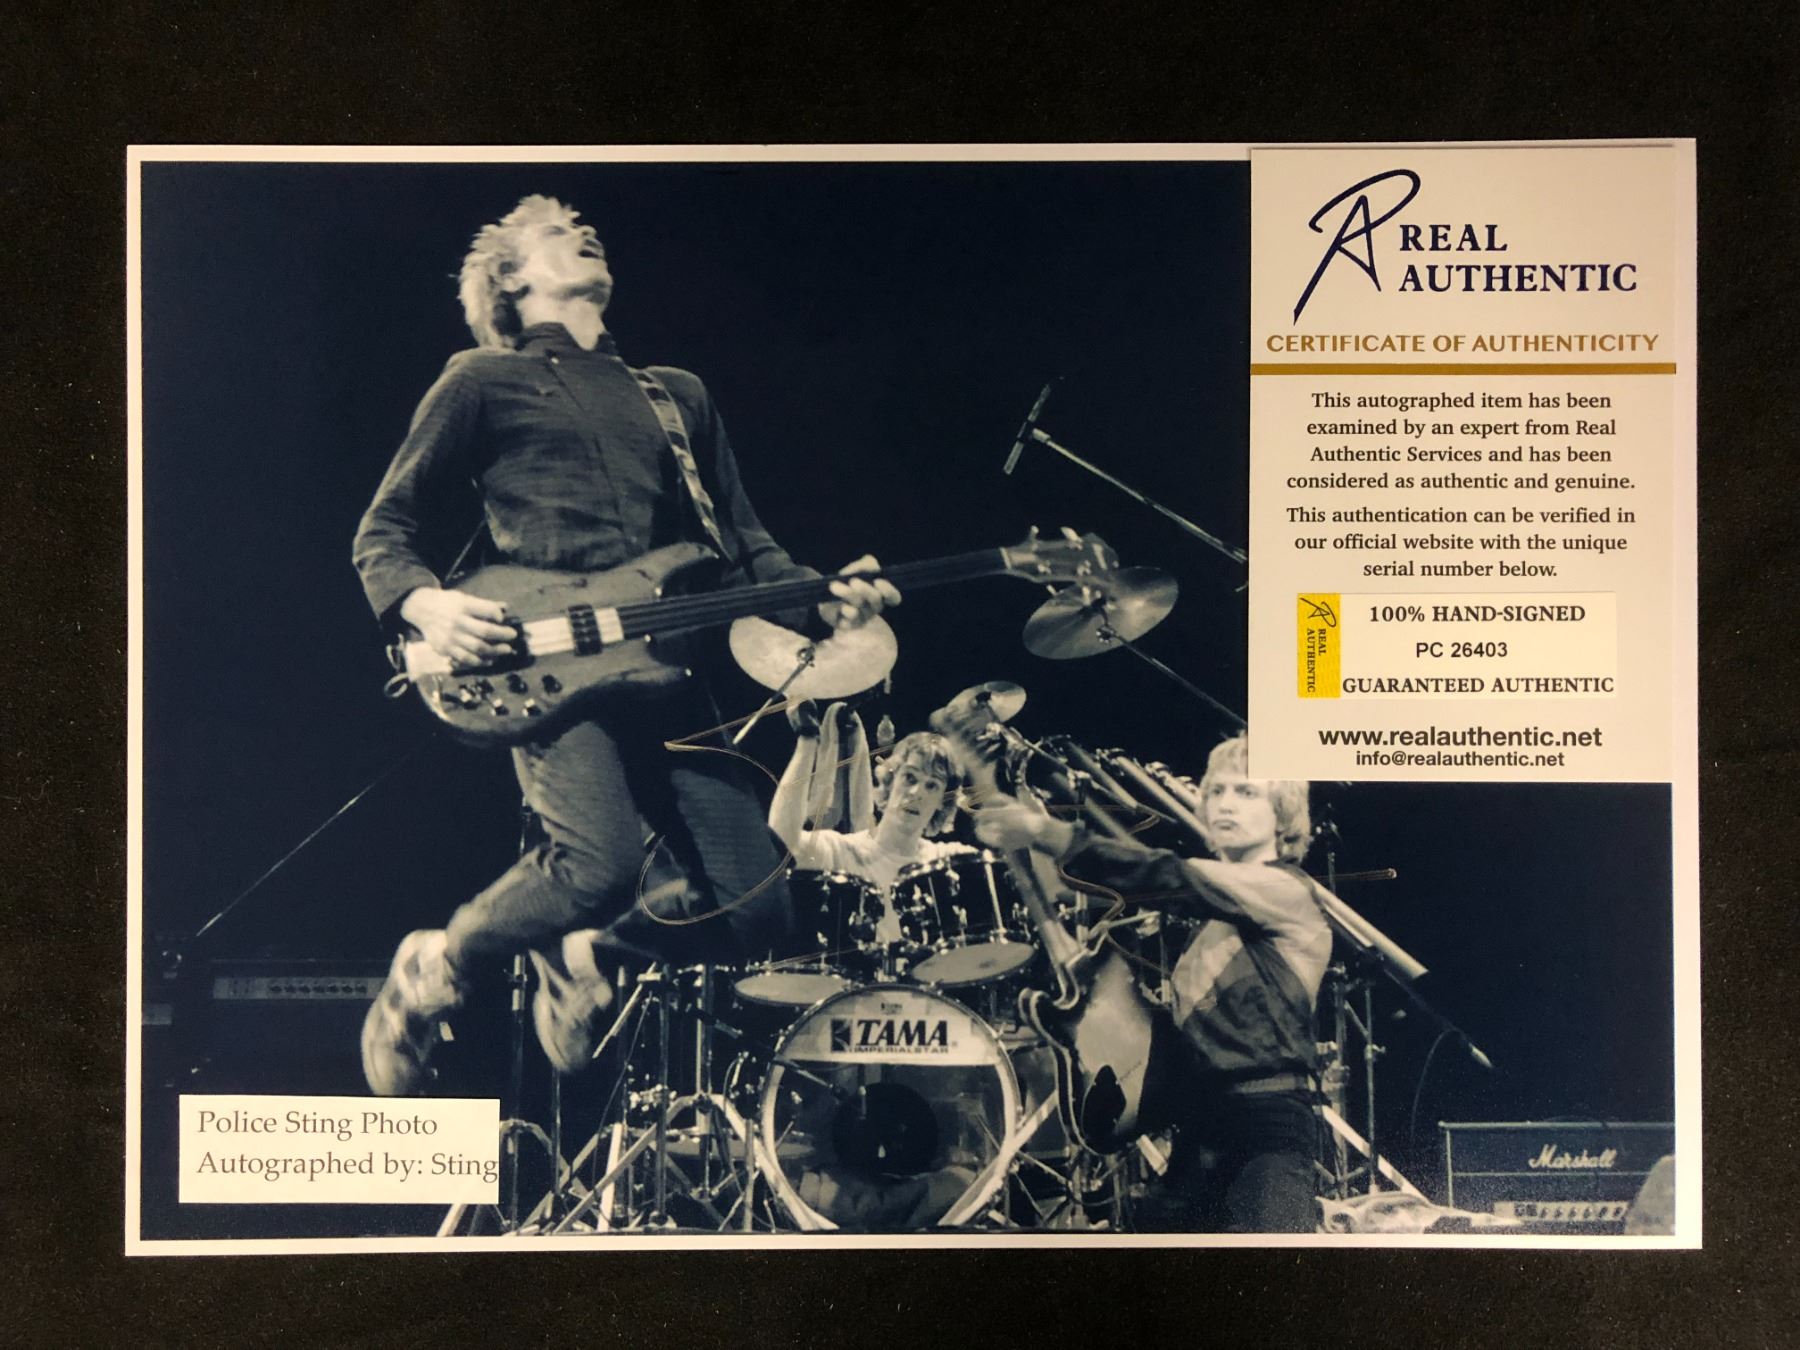 REAL
AUTHENTIC
CERTIFICATE OF AUTHENTICITY
This autographed item has been
examined by an expert from Real
Authentic Services and has been
considered as authentic and genuine.
This authentication can be verified in
our official website with the unique
serial number below.
REAL
AUTHENTIC
100% HAND-SIGNED
PC 26403
GUARANTEED AUTHENTIC
www.realauthentic.net
info@realauthentic.net
TAMA
IMPERIALSTAR
Police Sting Photo
Autographed by: Sting
Marshall